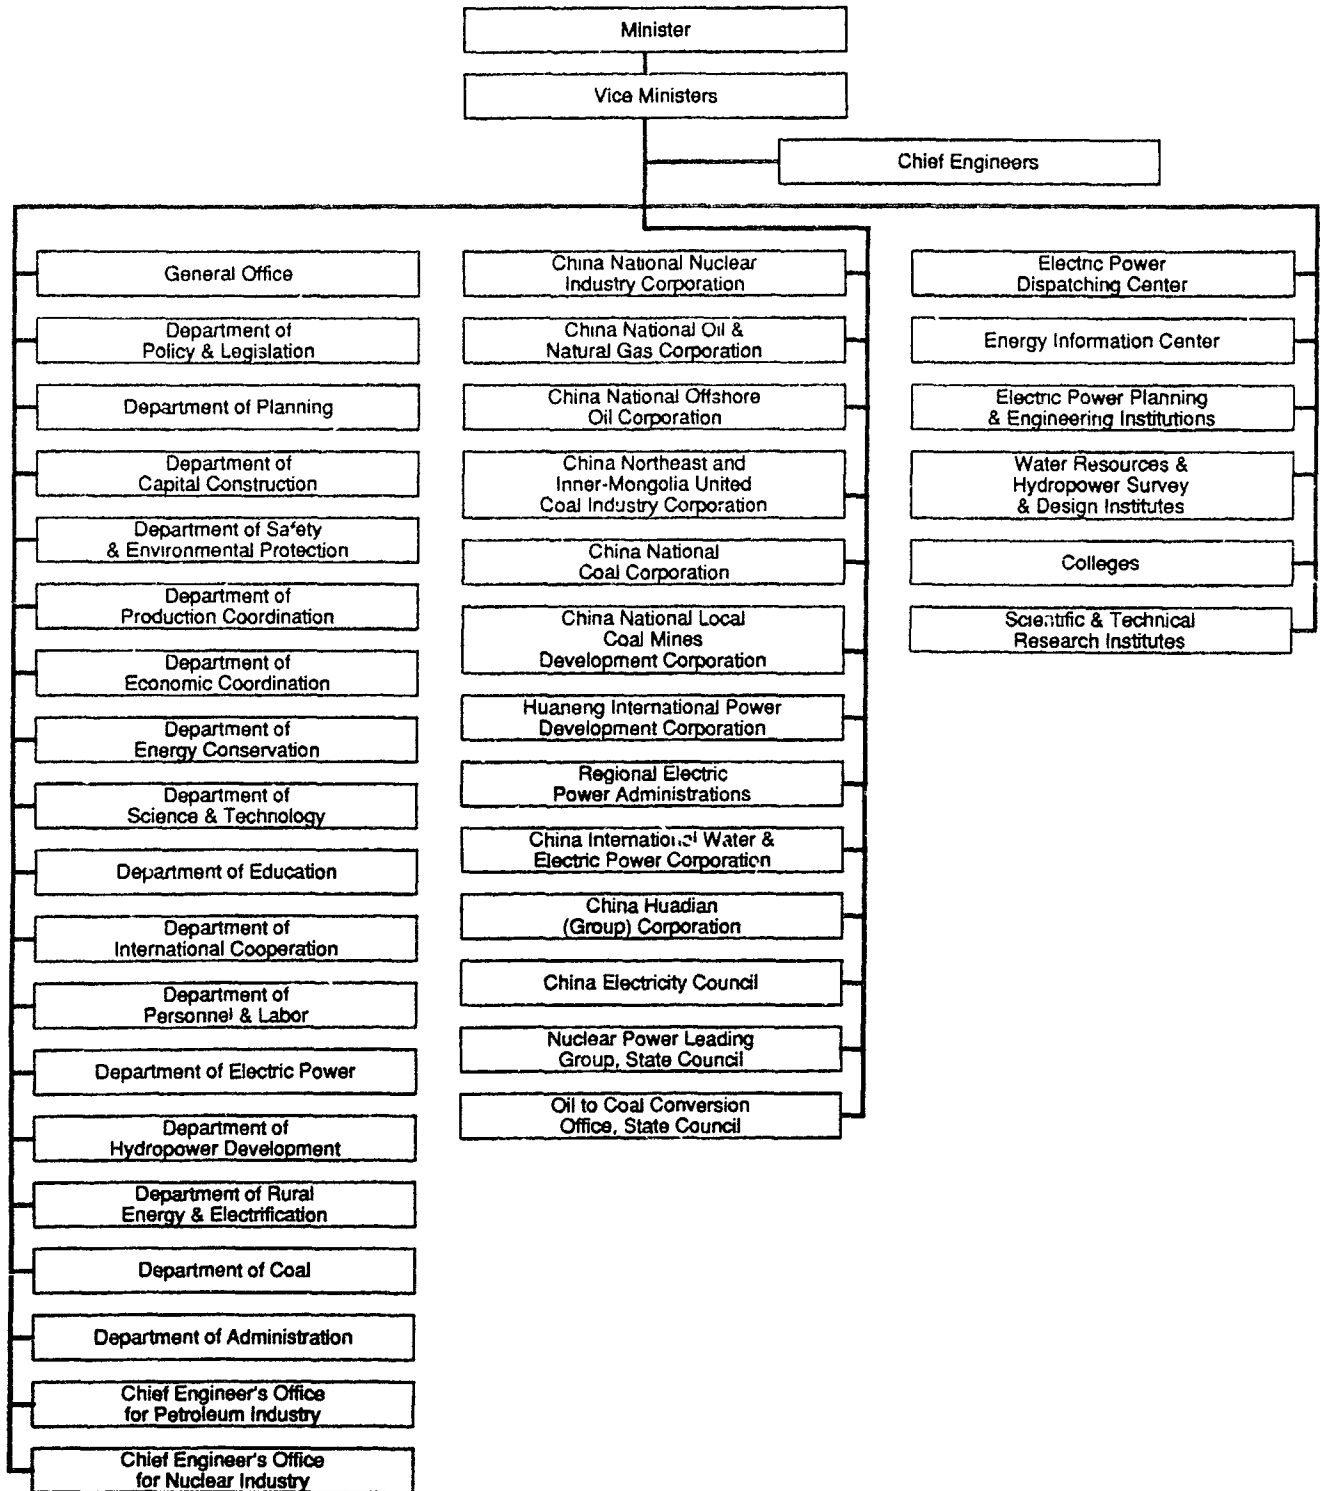 Minister
Vice Ministers
Chief Engineers
General Office
Department of
Policy & Legislation
Department of Planning
Department of
Capital Construction
Department of Safety
& Environmental Protection
Department of
Production Coordination
Department of
Economic Coordination
Department of
Energy Conservation
Department of
Science & Technology
Department of Education
Department of
International Cooperation
Department of
Personnel & Labor
Department of Electric Power
Department of
Hydropower Development
Department of Rural
Energy & Electrification
Department of Coal
Department of Administration
Chief Engineer's Office
for Petroleum Industry
Chief Engineer's Office
for Nuclear Industry
China National Nuclear
Industry Corporation
China National Oil &
Natural Gas Corporation
China National Offshore
Oil Corporation
China Northeast and
Inner-Mongolia United
Coal Industry Corporation
China National
Coal Corporation
China National Local
Coal Mines
Development Corporation
Huaneng International Power
Development Corporation
Regional Electric
Power Administrations
China International Water &
Electric Power Corporation
China Huadian
(Group) Corporation
China Electricity Council
Nuclear Power Leading
Group, State Council
Oil to Coal Conversion
Office, State Council
Electric Power
Dispatching Center
Energy Information Center
Electric Power Planning
& Engineering Institutions
Water Resources &
Hydropower Survey
& Design Institutes
Colleges
Scientific & Technical
Research Institutes